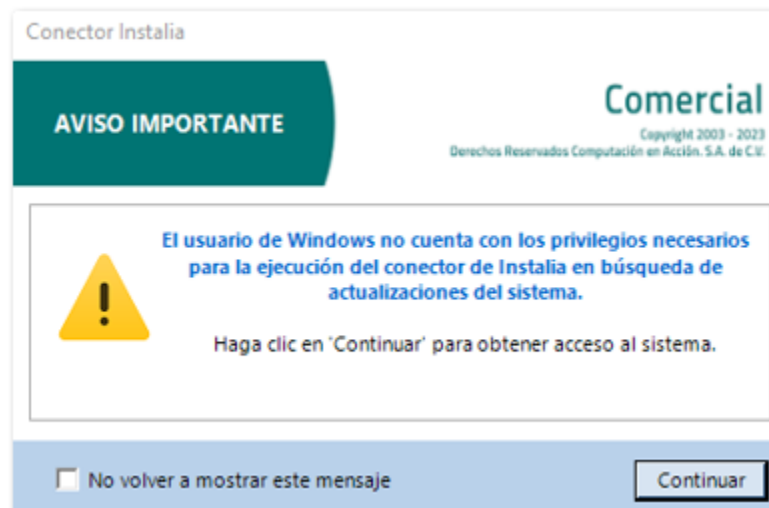 Conector Instalia
AVISO IMPORTANTE
Comercial
Copyright 2003 - 2023
Derechos Reservados Computación en Acción. S.A. de C.V.
El usuario de Windows no cuenta con los privilegios necesarios
para la ejecución del conector de Instalia en búsqueda de
actualizaciones del sistema.
Haga clic en 'Continuar' para obtener acceso al sistema.
No volver a mostrar este mensaje
Continuar